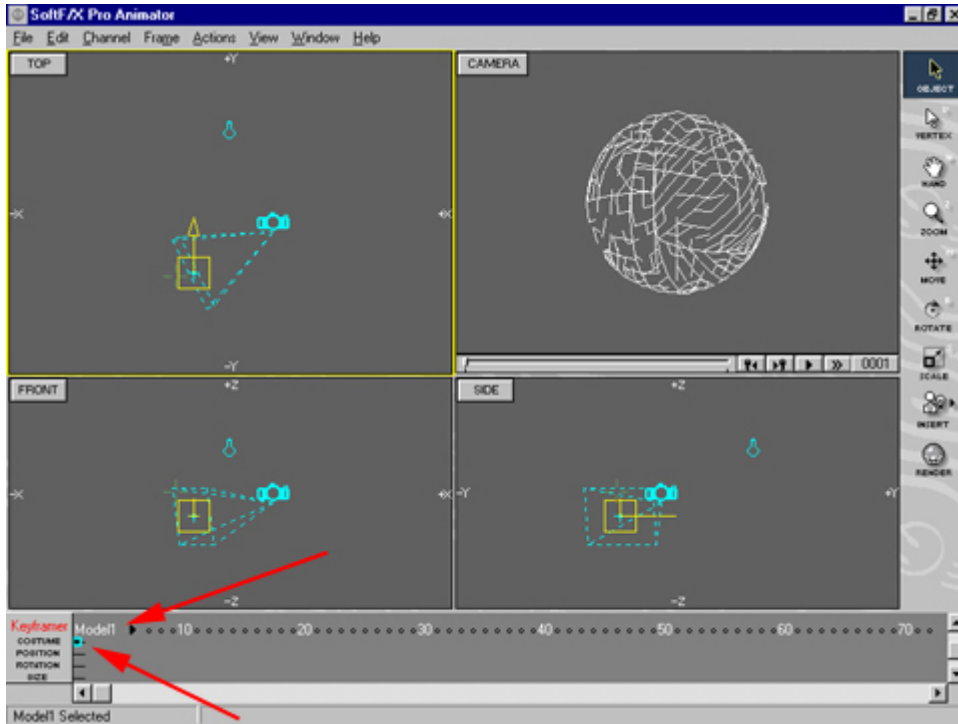 SoftF/X Pro Animator
File Edit Channel Frame Actions View Window Help
TOP
+Y
-X
+X
-Y
CAMERA
0001
FRONT
+Z
-X
+X
-Z
SIDE
+Z
-Y
+Y
-Z
OBJECT
VERTEX
HAND
ZOOM
MOVE
ROTATE
SCALE
INSERT
RENDER
Keyframer Model1 10 20 30 40 50 60 70
COSTUME
POSITION
ROTATION
SIZE
Model1 Selected